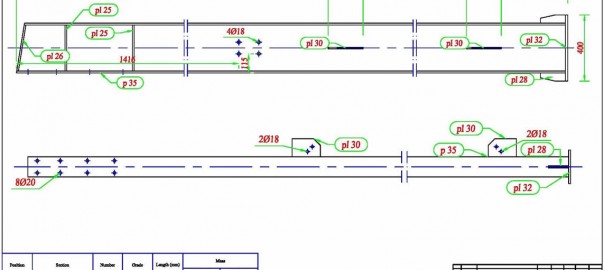 pl 25
pl 25
4Ø18
pl 30
pl 30
pl 32
400
pl 26
1416
115
p 35
pl 28
pl 30
2Ø18
pl 30
2Ø18
p 35
pl 28
8Ø20
pl 32
Position Section Number Grade Length (mm) Mass